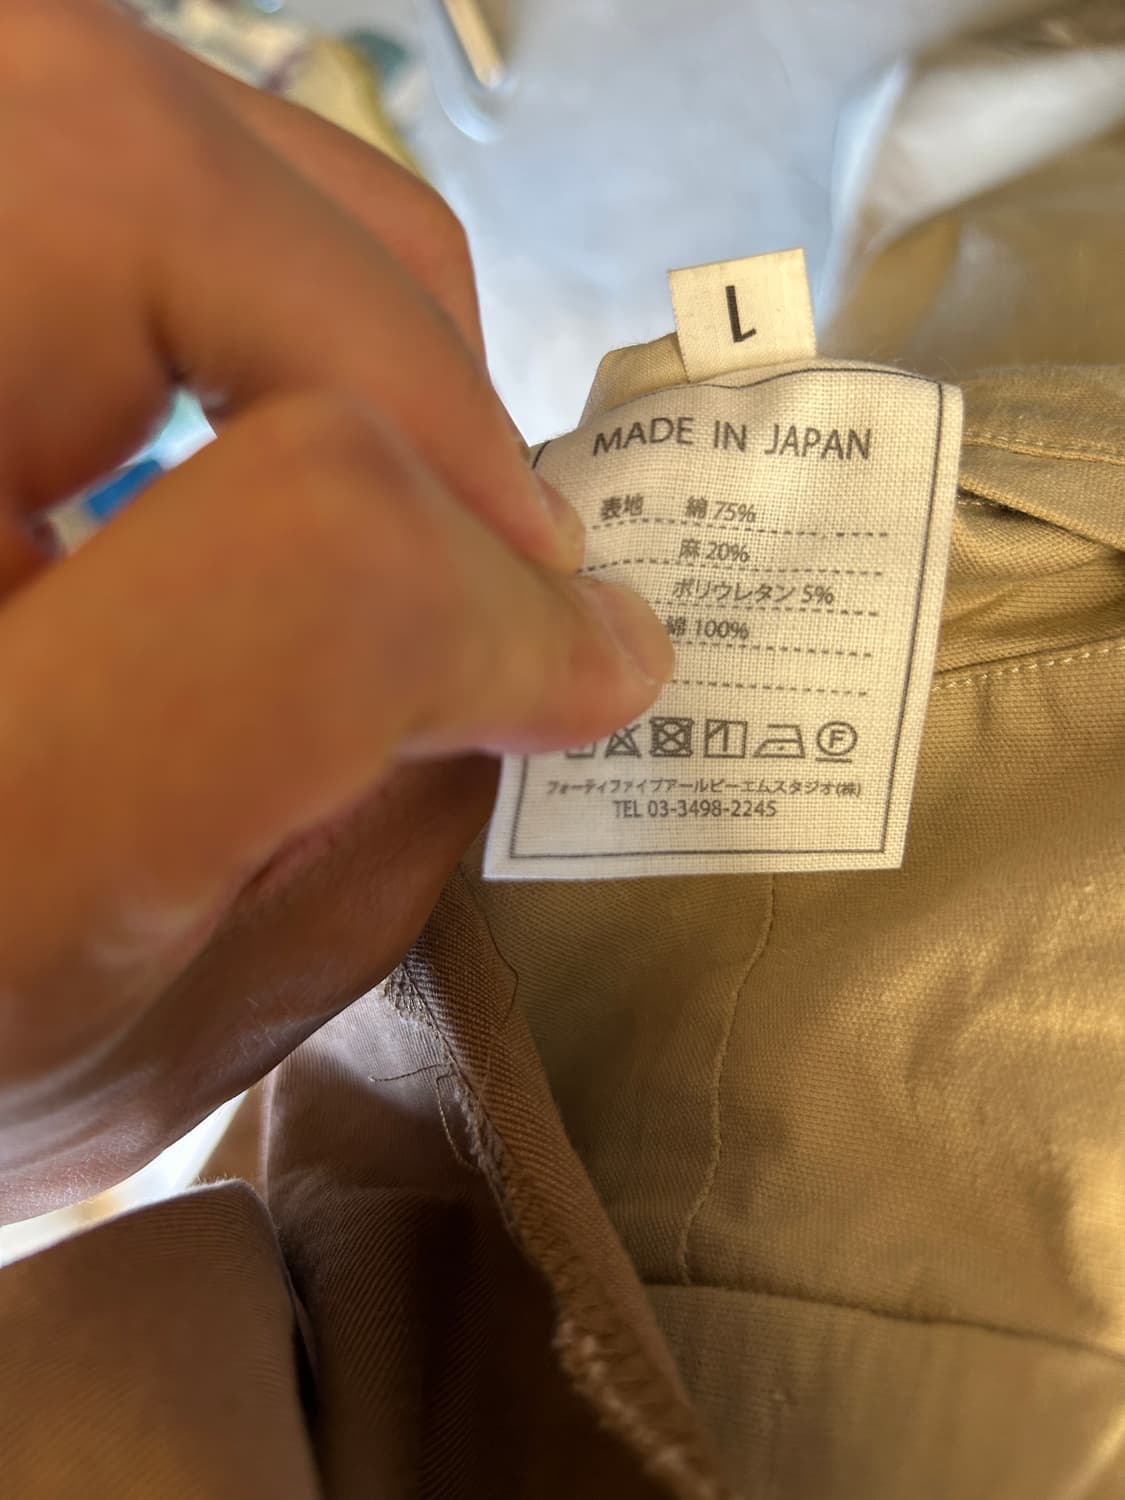 1
MADE IN JAPAN
表地 綿 75%
麻 20%
ポリウレタン 5%
綿 100%
F
フォーティファイブアールピーエムスタジオ(株)
TEL 03-3498-2245